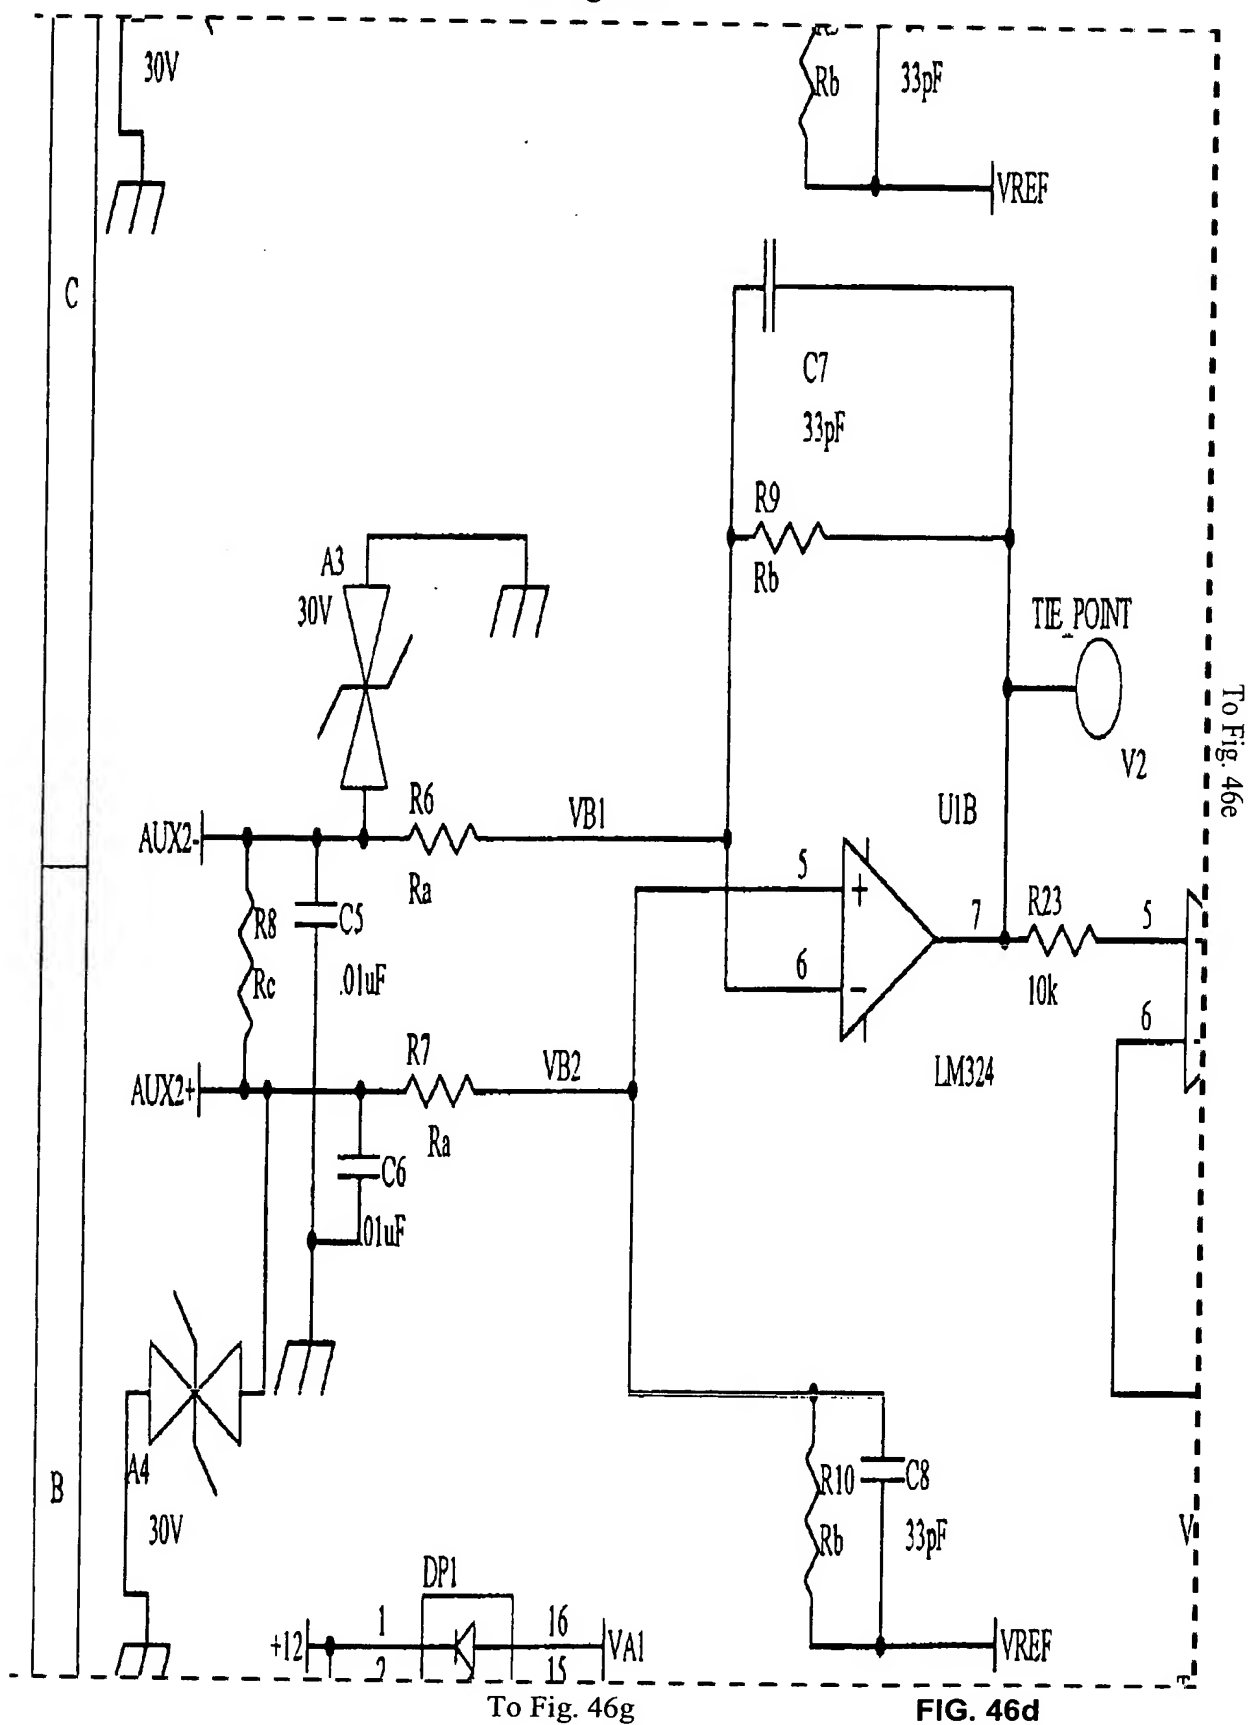 30V
Rb
33pF
VREF
C
C7
33pF
R9
Rb
A3
30V
TIE_POINT
To Fig. 46e
V2
U1B
R6
VB1
AUX2-
Ra
5
+
R8
C5
R23
7
5
Rc
.01uF
6
-
10k
6
R7
VB2
AUX2+
LM324
Ra
C6
.01uF
A4
B
R10
C8
30V
Rb
33pF
V
DP1
+12
1
16
VA1
VREF
2
15
To Fig. 46g
FIG. 46d